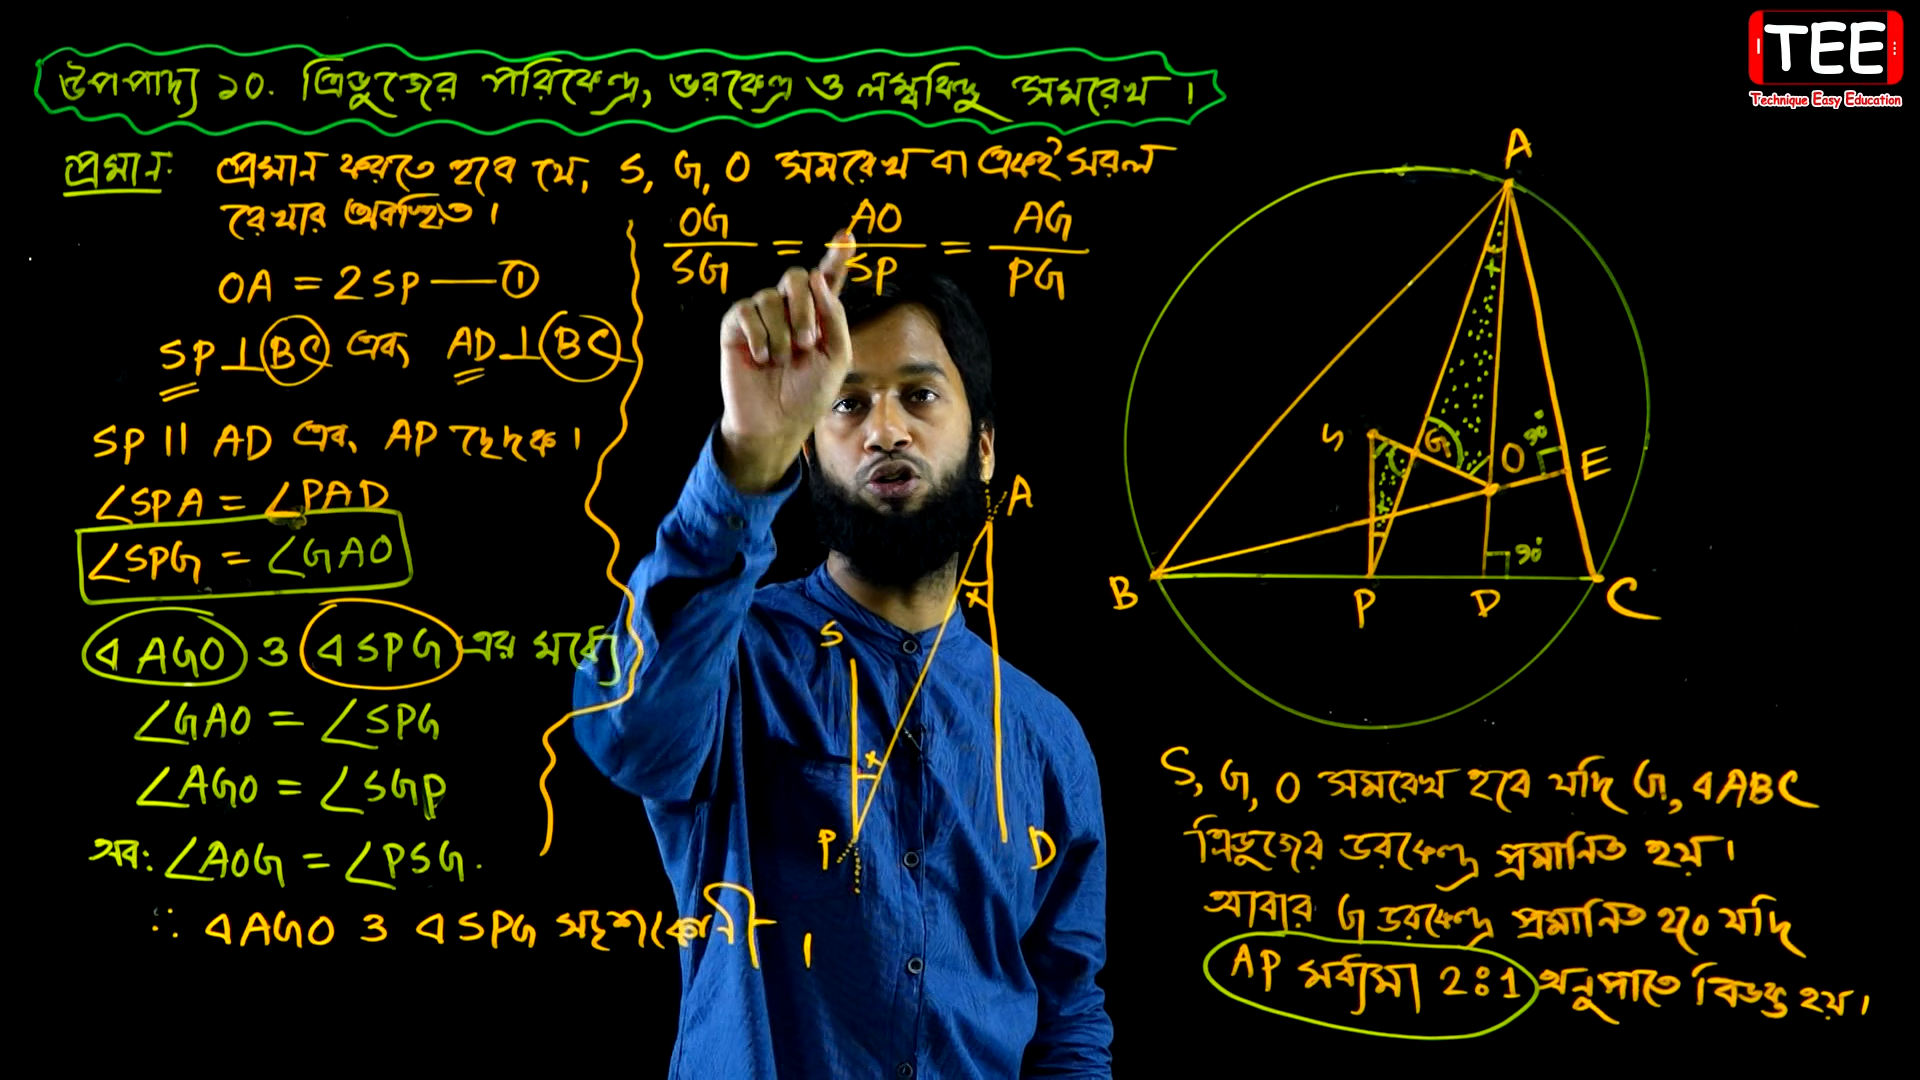 উপপাদ্য ১০. ত্রিভুজের পরিকেন্দ্র, ভরকেন্দ্র ও লম্ববিন্দু সমরেখ।
TEE
Technique Easy Education
প্রমান: প্রমান করতে হবে যে, S, G, O সমরেখ বা একই সরল
রেখার অবস্থিত।
OA = 2SP — ①
SP ⊥ BC এবং AD ⊥ BC
SP || AD এবং AP ছেদক।
∠SPA = ∠PAD
∠SPG = ∠GAO
△AGO ও △SPG এর মধ্যে
∠GAO = ∠SPG
∠AGO = ∠SGP
অব: ∠AOG = ∠PSG.
∴ △AGO ও △SPG সদৃশকোনী।
OG/SG = AO/SP = AG/PG
A
x
S
x
P
D
A
x
S
G
O
90°
E
x
90°
B
P
D
C
S, G, O সমরেখ হবে যদি G, △ABC
ত্রিভুজের ভরকেন্দ্র প্রমানিত হয়।
আবার G ভরকেন্দ্র প্রমানিত হবে যদি
AP মধ্যমা 2:1 অনুপাতে বিভক্ত হয়।